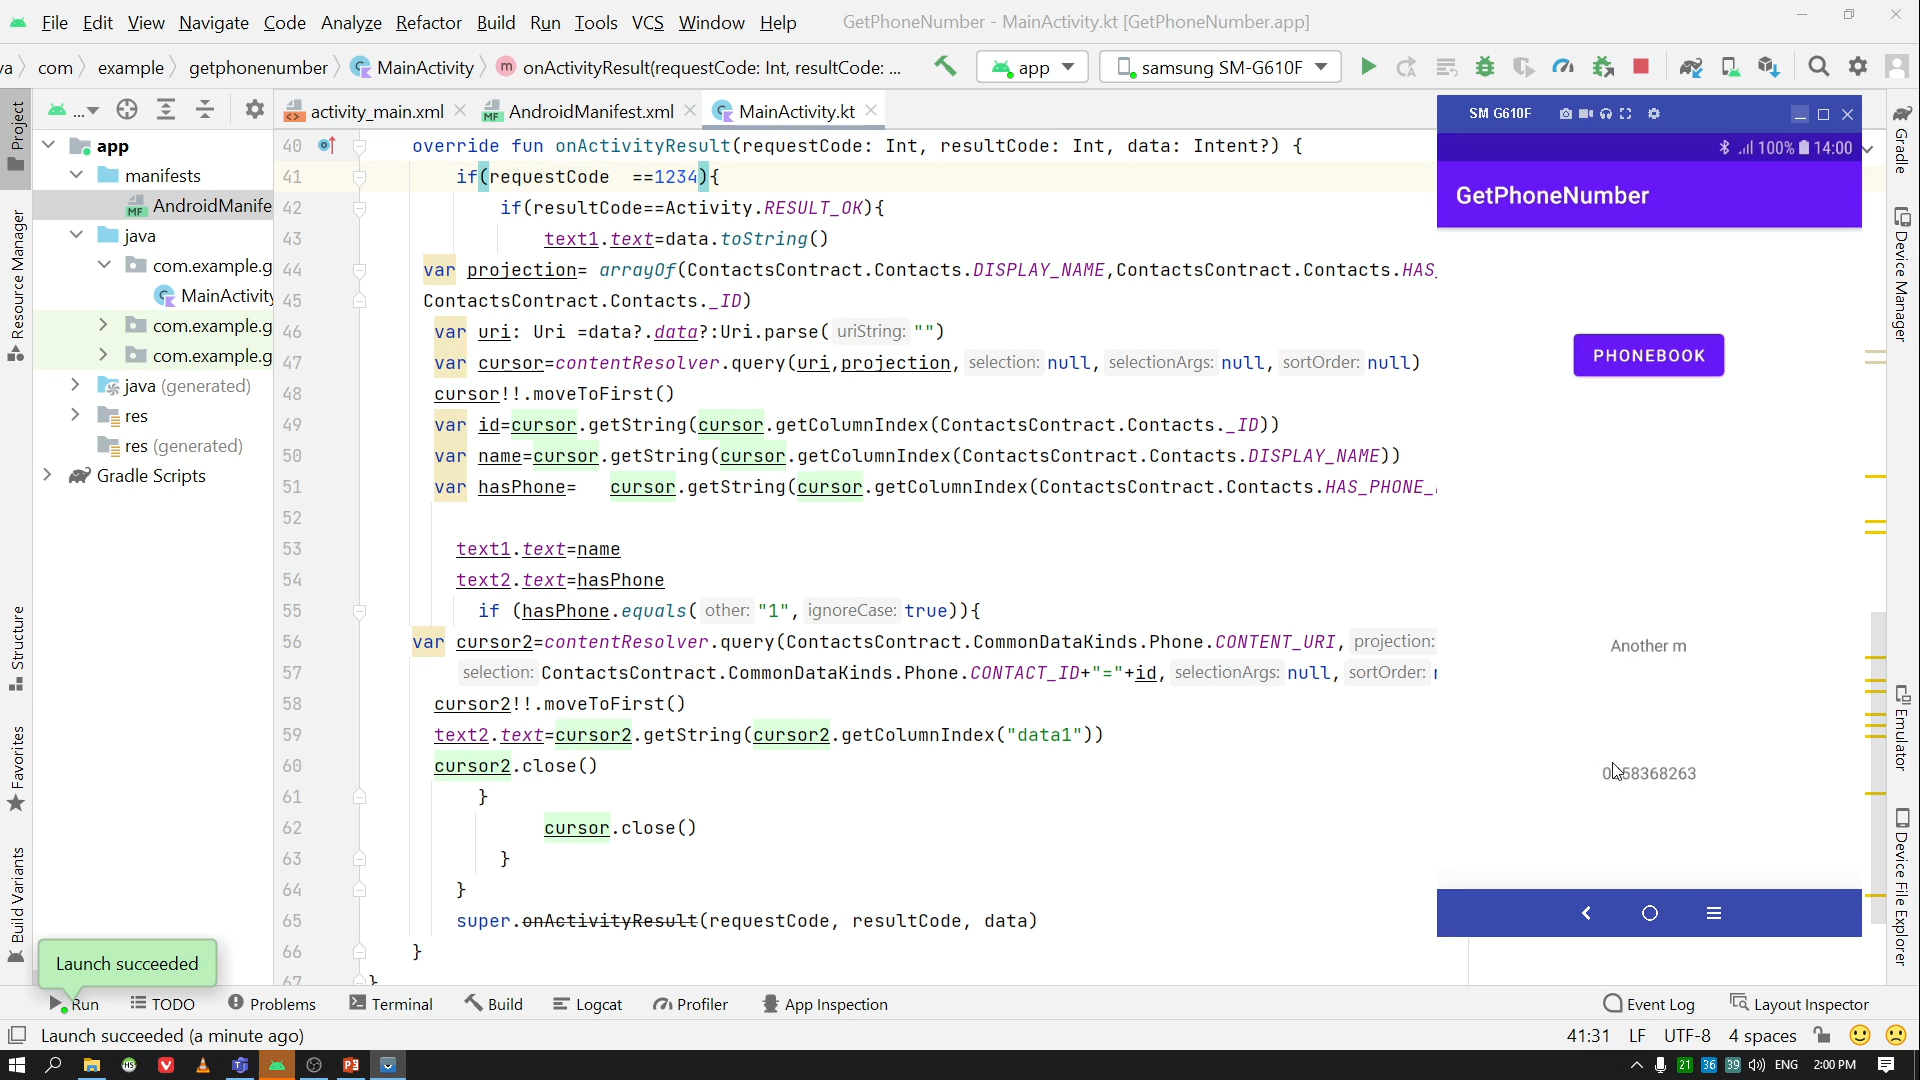 File Edit View Navigate Code Analyze Refactor Build Run Tools VCS Window Help GetPhoneNumber - MainActivity.kt [GetPhoneNumber.app]
va com example getphonenumber MainActivity m onActivityResult(requestCode: Int, resultCode: ... app samsung SM-G610F
... activity_main.xml MF AndroidManifest.xml MainActivity.kt
Project
Resource Manager
Structure
Favorites
Build Variants
app
manifests
MF AndroidManife
java
com.example.g
MainActivity
com.example.g
com.example.g
java (generated)
res
res (generated)
Gradle Scripts
40 override fun onActivityResult(requestCode: Int, resultCode: Int, data: Intent?) {
41 if(requestCode ==1234){
42 if(resultCode==Activity.RESULT_OK){
43 text1.text=data.toString()
44 var projection= arrayOf(ContactsContract.Contacts.DISPLAY_NAME,ContactsContract.Contacts.HAS_
45 ContactsContract.Contacts._ID)
46 var uri: Uri =data?.data?:Uri.parse( uriString: "")
47 var cursor=contentResolver.query(uri,projection, selection: null, selectionArgs: null, sortOrder: null)
48 cursor!!.moveToFirst()
49 var id=cursor.getString(cursor.getColumnIndex(ContactsContract.Contacts._ID))
50 var name=cursor.getString(cursor.getColumnIndex(ContactsContract.Contacts.DISPLAY_NAME))
51 var hasPhone= cursor.getString(cursor.getColumnIndex(ContactsContract.Contacts.HAS_PHONE_
52
53 text1.text=name
54 text2.text=hasPhone
55 if (hasPhone.equals( other: "1", ignoreCase: true)){
56 var cursor2=contentResolver.query(ContactsContract.CommonDataKinds.Phone.CONTENT_URI, projection:
57 selection: ContactsContract.CommonDataKinds.Phone.CONTACT_ID+"="+id, selectionArgs: null, sortOrder:
58 cursor2!!.moveToFirst()
59 text2.text=cursor2.getString(cursor2.getColumnIndex("data1"))
60 cursor2.close()
61 }
62 cursor.close()
63 }
64 }
65 super.onActivityResult(requestCode, resultCode, data)
66 }
67 }
SM G610F
100% 14:00
GetPhoneNumber
PHONEBOOK
Another m
58368263
Gradle
Device Manager
Emulator
Device File Explorer
Launch succeeded
Run TODO Problems Terminal Build Logcat Profiler App Inspection Event Log Layout Inspector
Launch succeeded (a minute ago) 41:31 LF UTF-8 4 spaces
21 36 39 ENG 2:00 PM